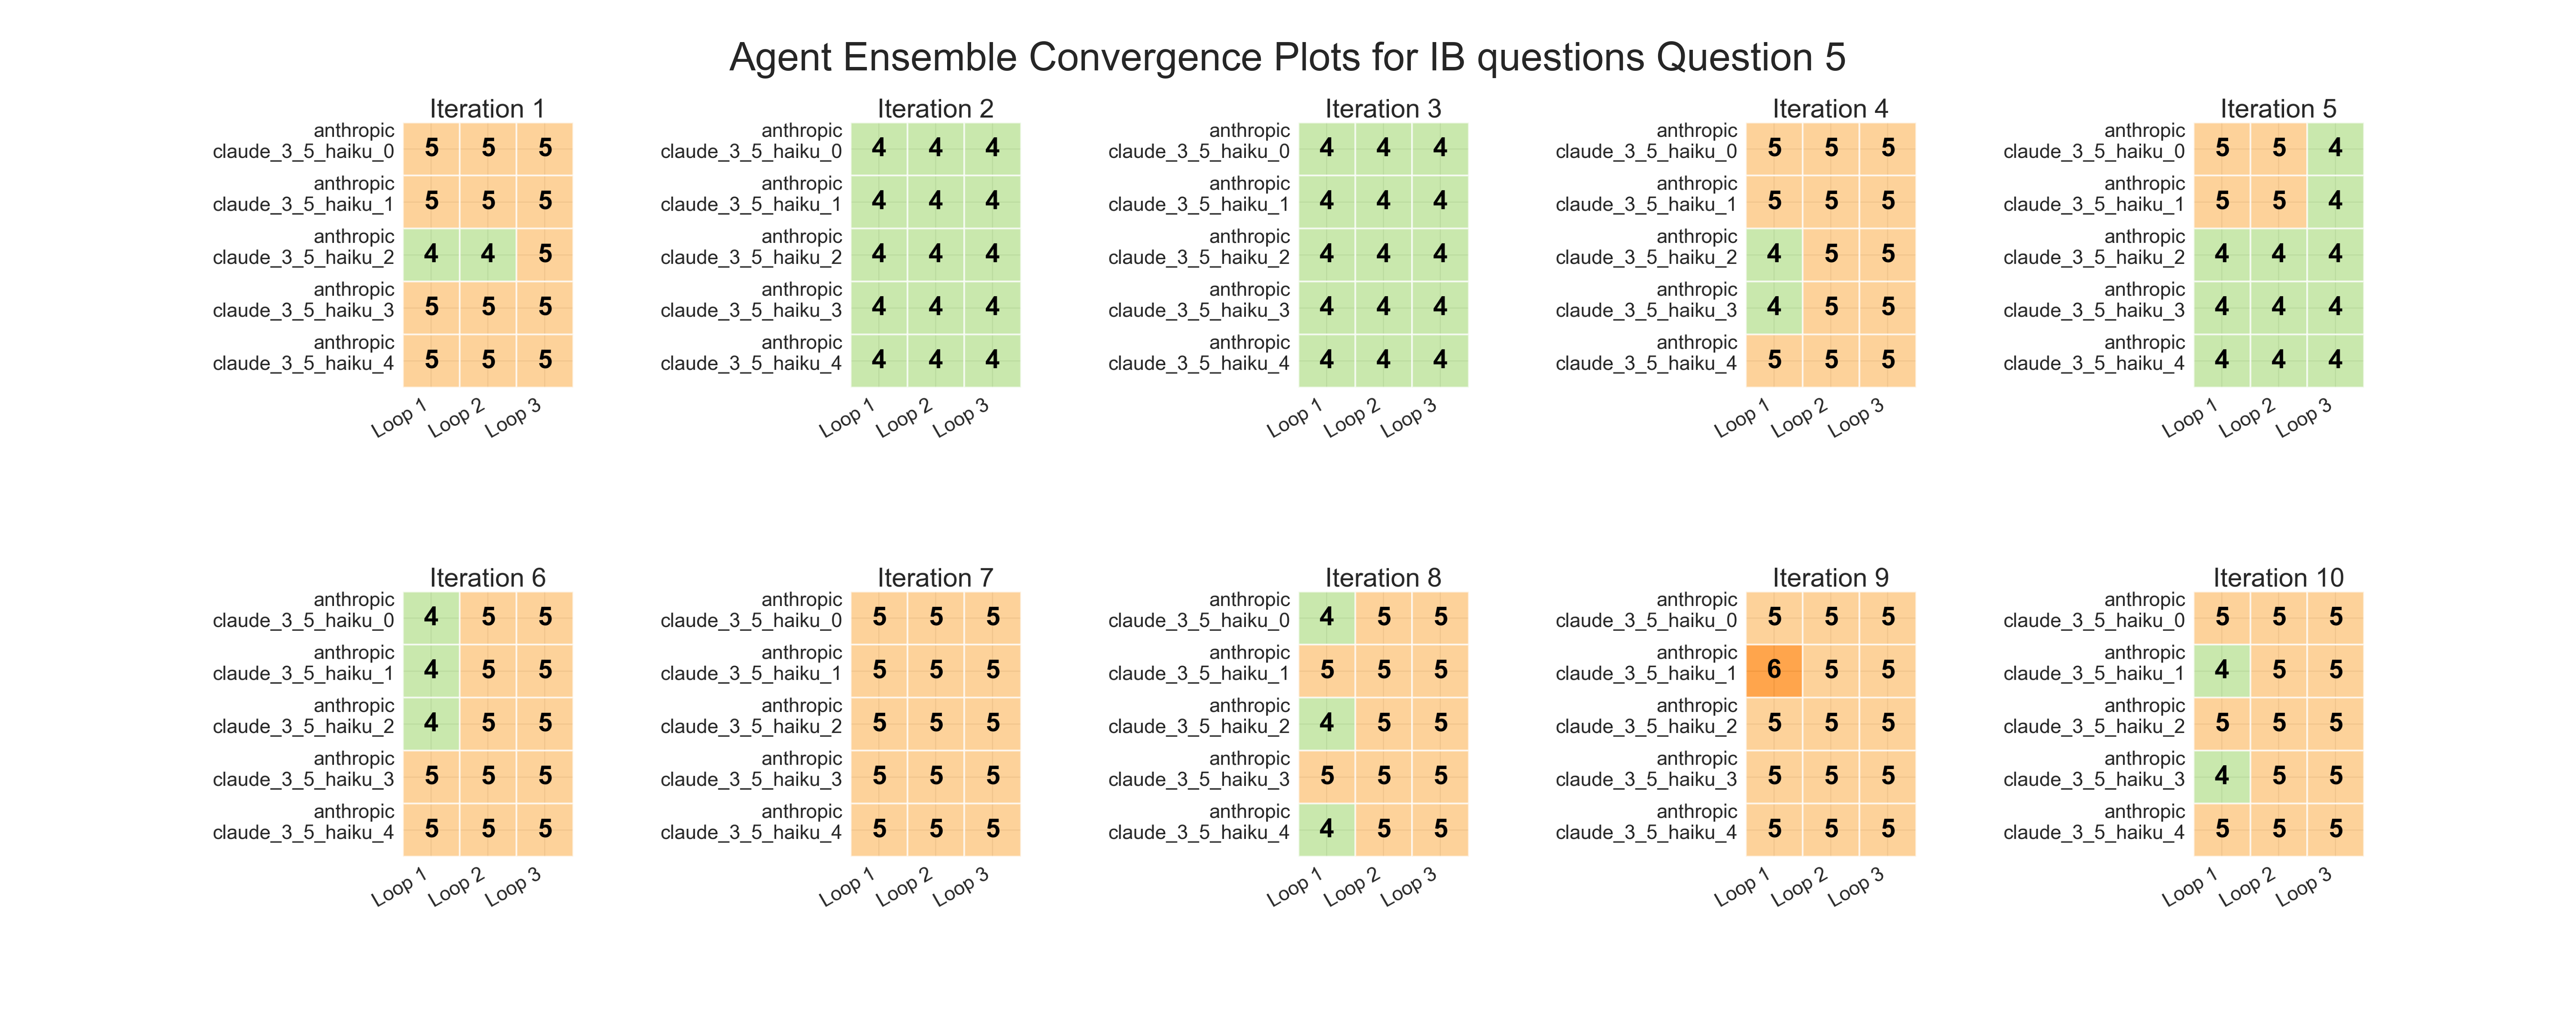 Agent Ensemble Convergence Plots for IB questions Question 5
Iteration 1
anthropic
claude_3_5_haiku_0 5 5 5
anthropic
claude_3_5_haiku_1 5 5 5
anthropic
claude_3_5_haiku_2 4 4 5
anthropic
claude_3_5_haiku_3 5 5 5
anthropic
claude_3_5_haiku_4 5 5 5
Loop 1 Loop 2 Loop 3
Iteration 2
anthropic
claude_3_5_haiku_0 4 4 4
anthropic
claude_3_5_haiku_1 4 4 4
anthropic
claude_3_5_haiku_2 4 4 4
anthropic
claude_3_5_haiku_3 4 4 4
anthropic
claude_3_5_haiku_4 4 4 4
Loop 1 Loop 2 Loop 3
Iteration 3
anthropic
claude_3_5_haiku_0 4 4 4
anthropic
claude_3_5_haiku_1 4 4 4
anthropic
claude_3_5_haiku_2 4 4 4
anthropic
claude_3_5_haiku_3 4 4 4
anthropic
claude_3_5_haiku_4 4 4 4
Loop 1 Loop 2 Loop 3
Iteration 4
anthropic
claude_3_5_haiku_0 5 5 5
anthropic
claude_3_5_haiku_1 5 5 5
anthropic
claude_3_5_haiku_2 4 5 5
anthropic
claude_3_5_haiku_3 4 5 5
anthropic
claude_3_5_haiku_4 5 5 5
Loop 1 Loop 2 Loop 3
Iteration 5
anthropic
claude_3_5_haiku_0 5 5 4
anthropic
claude_3_5_haiku_1 5 5 4
anthropic
claude_3_5_haiku_2 4 4 4
anthropic
claude_3_5_haiku_3 4 4 4
anthropic
claude_3_5_haiku_4 4 4 4
Loop 1 Loop 2 Loop 3
Iteration 6
anthropic
claude_3_5_haiku_0 4 5 5
anthropic
claude_3_5_haiku_1 4 5 5
anthropic
claude_3_5_haiku_2 4 5 5
anthropic
claude_3_5_haiku_3 5 5 5
anthropic
claude_3_5_haiku_4 5 5 5
Loop 1 Loop 2 Loop 3
Iteration 7
anthropic
claude_3_5_haiku_0 5 5 5
anthropic
claude_3_5_haiku_1 5 5 5
anthropic
claude_3_5_haiku_2 5 5 5
anthropic
claude_3_5_haiku_3 5 5 5
anthropic
claude_3_5_haiku_4 5 5 5
Loop 1 Loop 2 Loop 3
Iteration 8
anthropic
claude_3_5_haiku_0 4 5 5
anthropic
claude_3_5_haiku_1 5 5 5
anthropic
claude_3_5_haiku_2 4 5 5
anthropic
claude_3_5_haiku_3 5 5 5
anthropic
claude_3_5_haiku_4 4 5 5
Loop 1 Loop 2 Loop 3
Iteration 9
anthropic
claude_3_5_haiku_0 5 5 5
anthropic
claude_3_5_haiku_1 6 5 5
anthropic
claude_3_5_haiku_2 5 5 5
anthropic
claude_3_5_haiku_3 5 5 5
anthropic
claude_3_5_haiku_4 5 5 5
Loop 1 Loop 2 Loop 3
Iteration 10
anthropic
claude_3_5_haiku_0 5 5 5
anthropic
claude_3_5_haiku_1 4 5 5
anthropic
claude_3_5_haiku_2 5 5 5
anthropic
claude_3_5_haiku_3 4 5 5
anthropic
claude_3_5_haiku_4 5 5 5
Loop 1 Loop 2 Loop 3